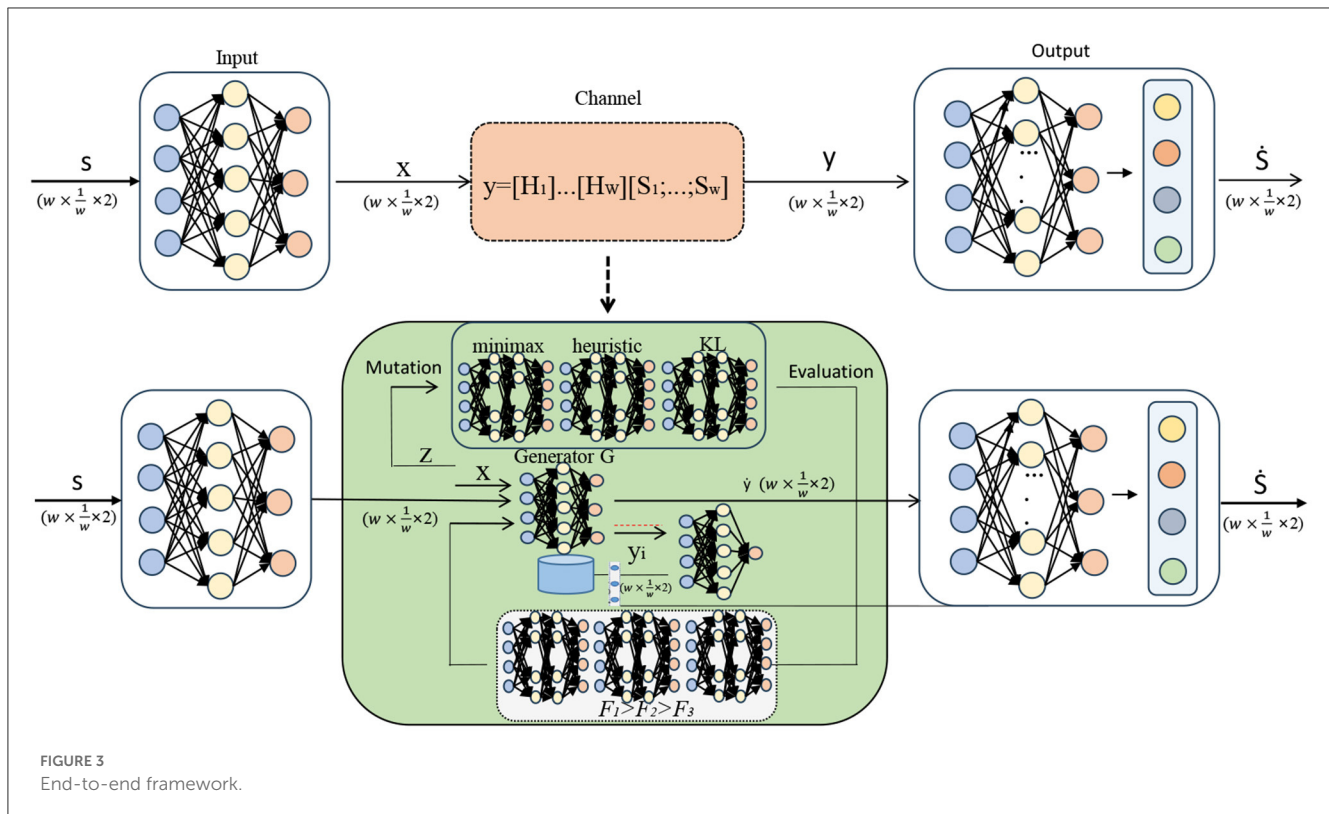 Input
Output
Channel
S
(w × 1/w ×2)
X
(w × 1/w ×2)
y=[H₁]...[Hw][S₁;...;Sw]
y
(w × 1/w ×2)
...
Ṡ
(w × 1/w ×2)
minimax heuristic KL
Mutation
Evaluation
Z
Generator G
X
S
(w × 1/w ×2)
(w × 1/w ×2)
ẏ (w × 1/w ×2)
yi
(w × 1/w ×2)
...
Ṡ
(w × 1/w ×2)
F₁>F₂>F₃
FIGURE 3
End-to-end framework.